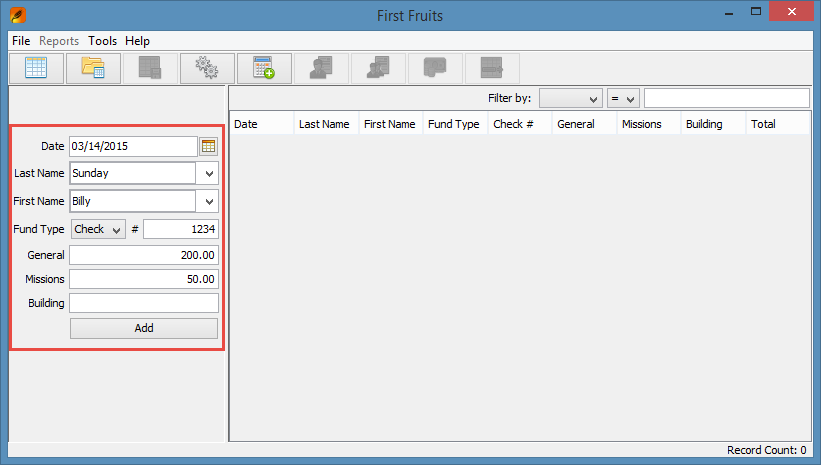 First Fruits
File Reports Tools Help
Filter by: =
Date Last Name First Name Fund Type Check # General Missions Building Total
Date 03/14/2015
Last Name Sunday
First Name Billy
Fund Type Check # 1234
General 200.00
Missions 50.00
Building
Add
Record Count: 0